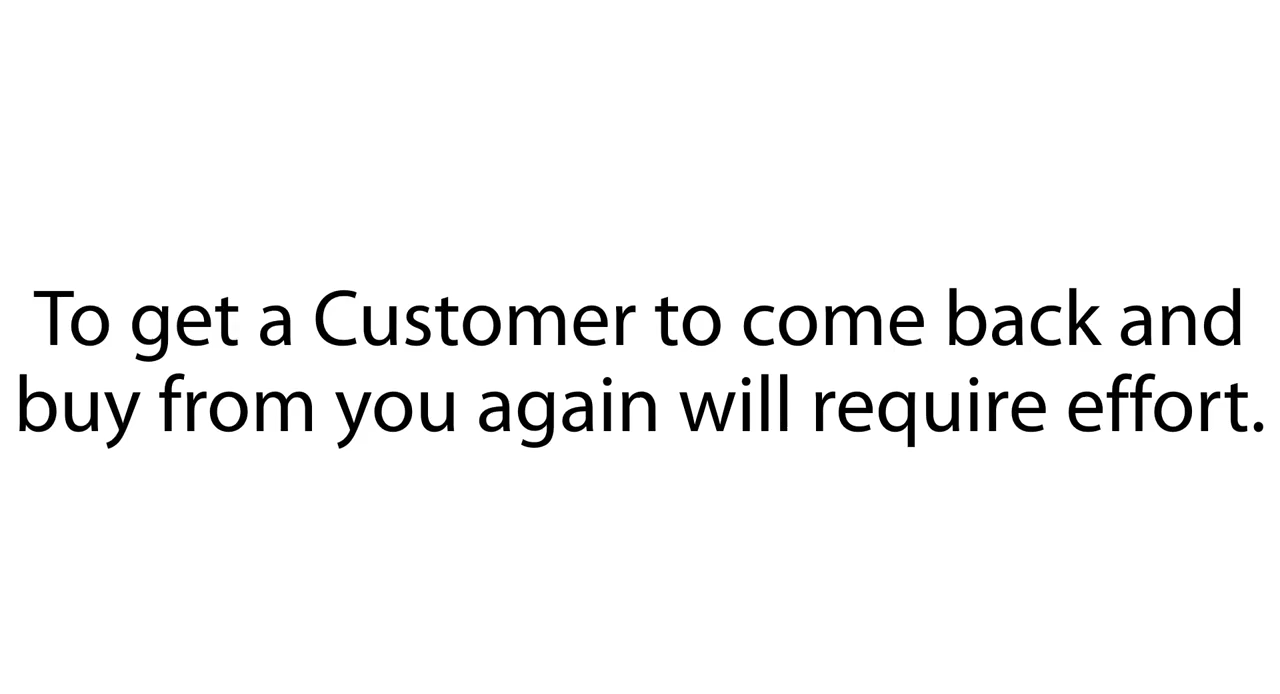 To get a Customer to come back and
buy from you again will require effort.